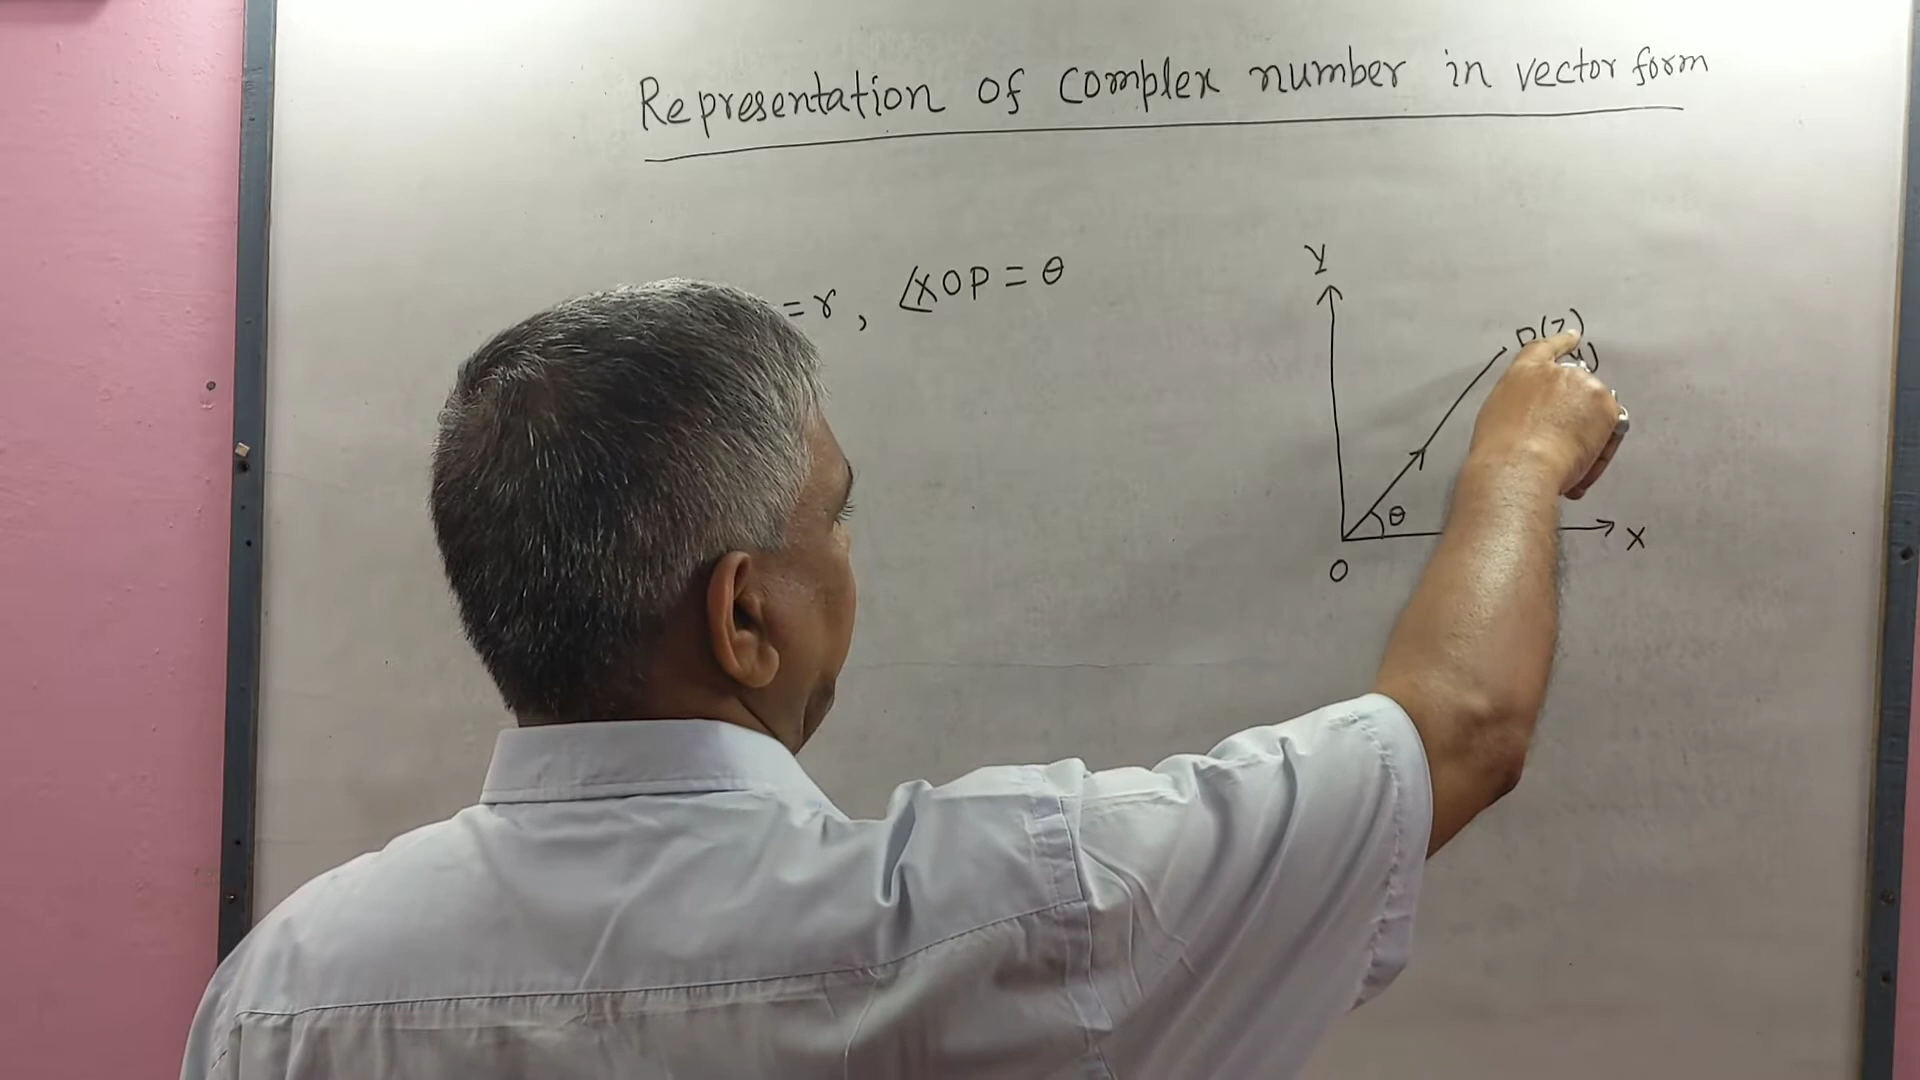 Representation of complex number in vector form
=r, ∠XOP = θ
Y
P(z)
y)
θ
X
O